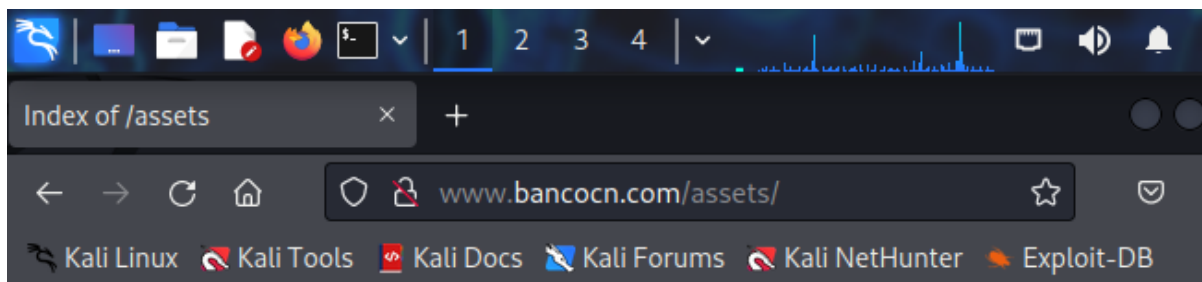 1 2 3 4
Index of /assets
www.bancocn.com/assets/
Kali Linux Kali Tools Kali Docs Kali Forums Kali NetHunter Exploit-DB